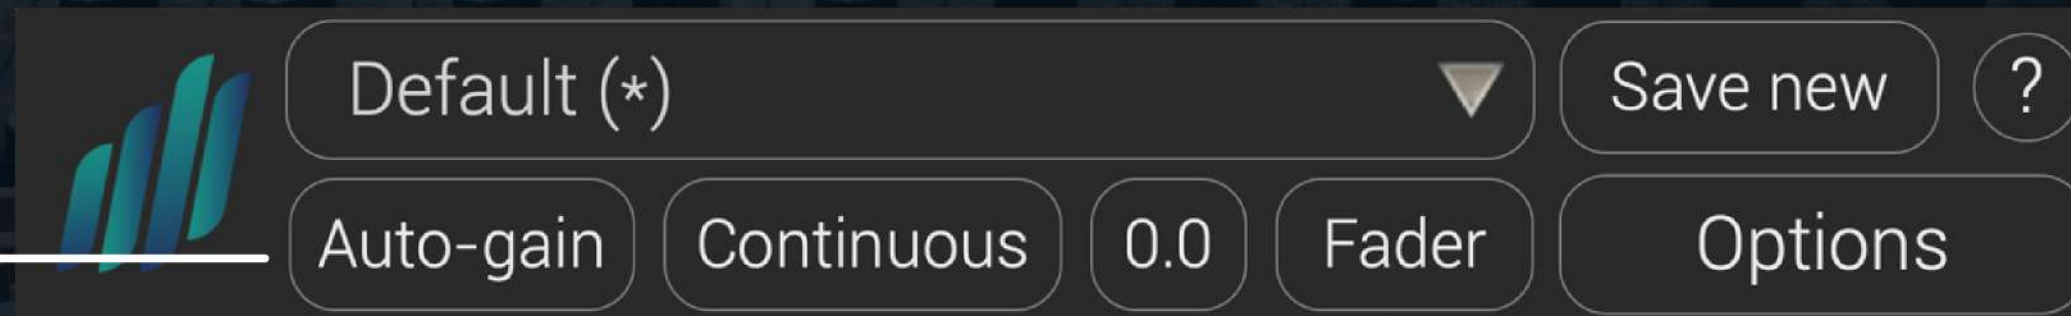 Default (*)
Save new
?
Auto-gain
Continuous
0.0
Fader
Options